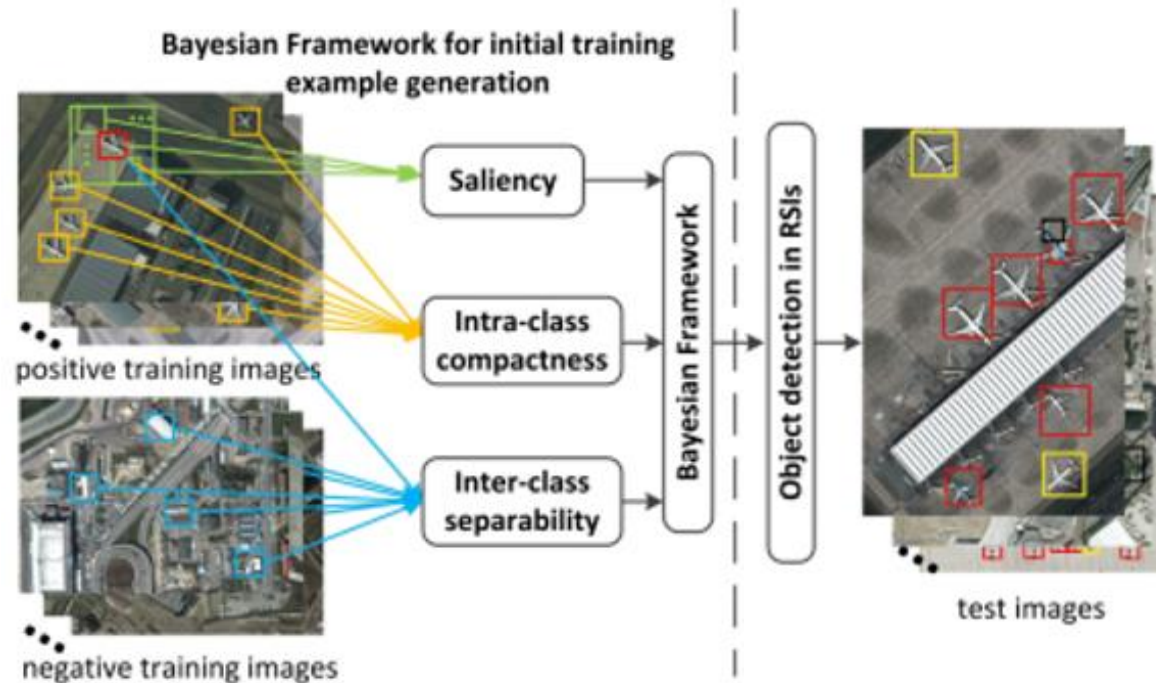 Bayesian Framework for initial training
example generation
Saliency
Intra-class
compactness
Inter-class
separability
Bayesian Framework
Object detection in RSIs
positive training images
negative training images
test images